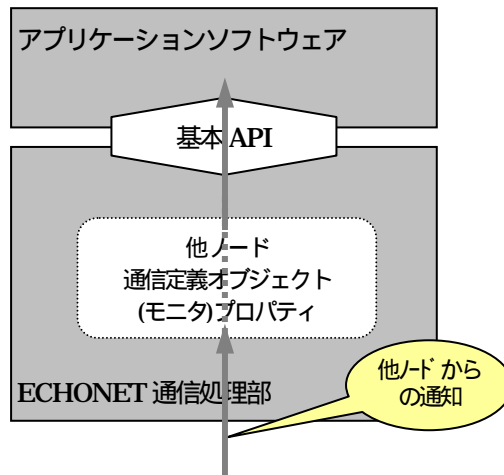 アプリケーションソフトウェア
基本 API
他ノード
通信定義オブジェクト
(モニタ)プロパティ
ECHONET 通信処理部
他ノードから
の通知